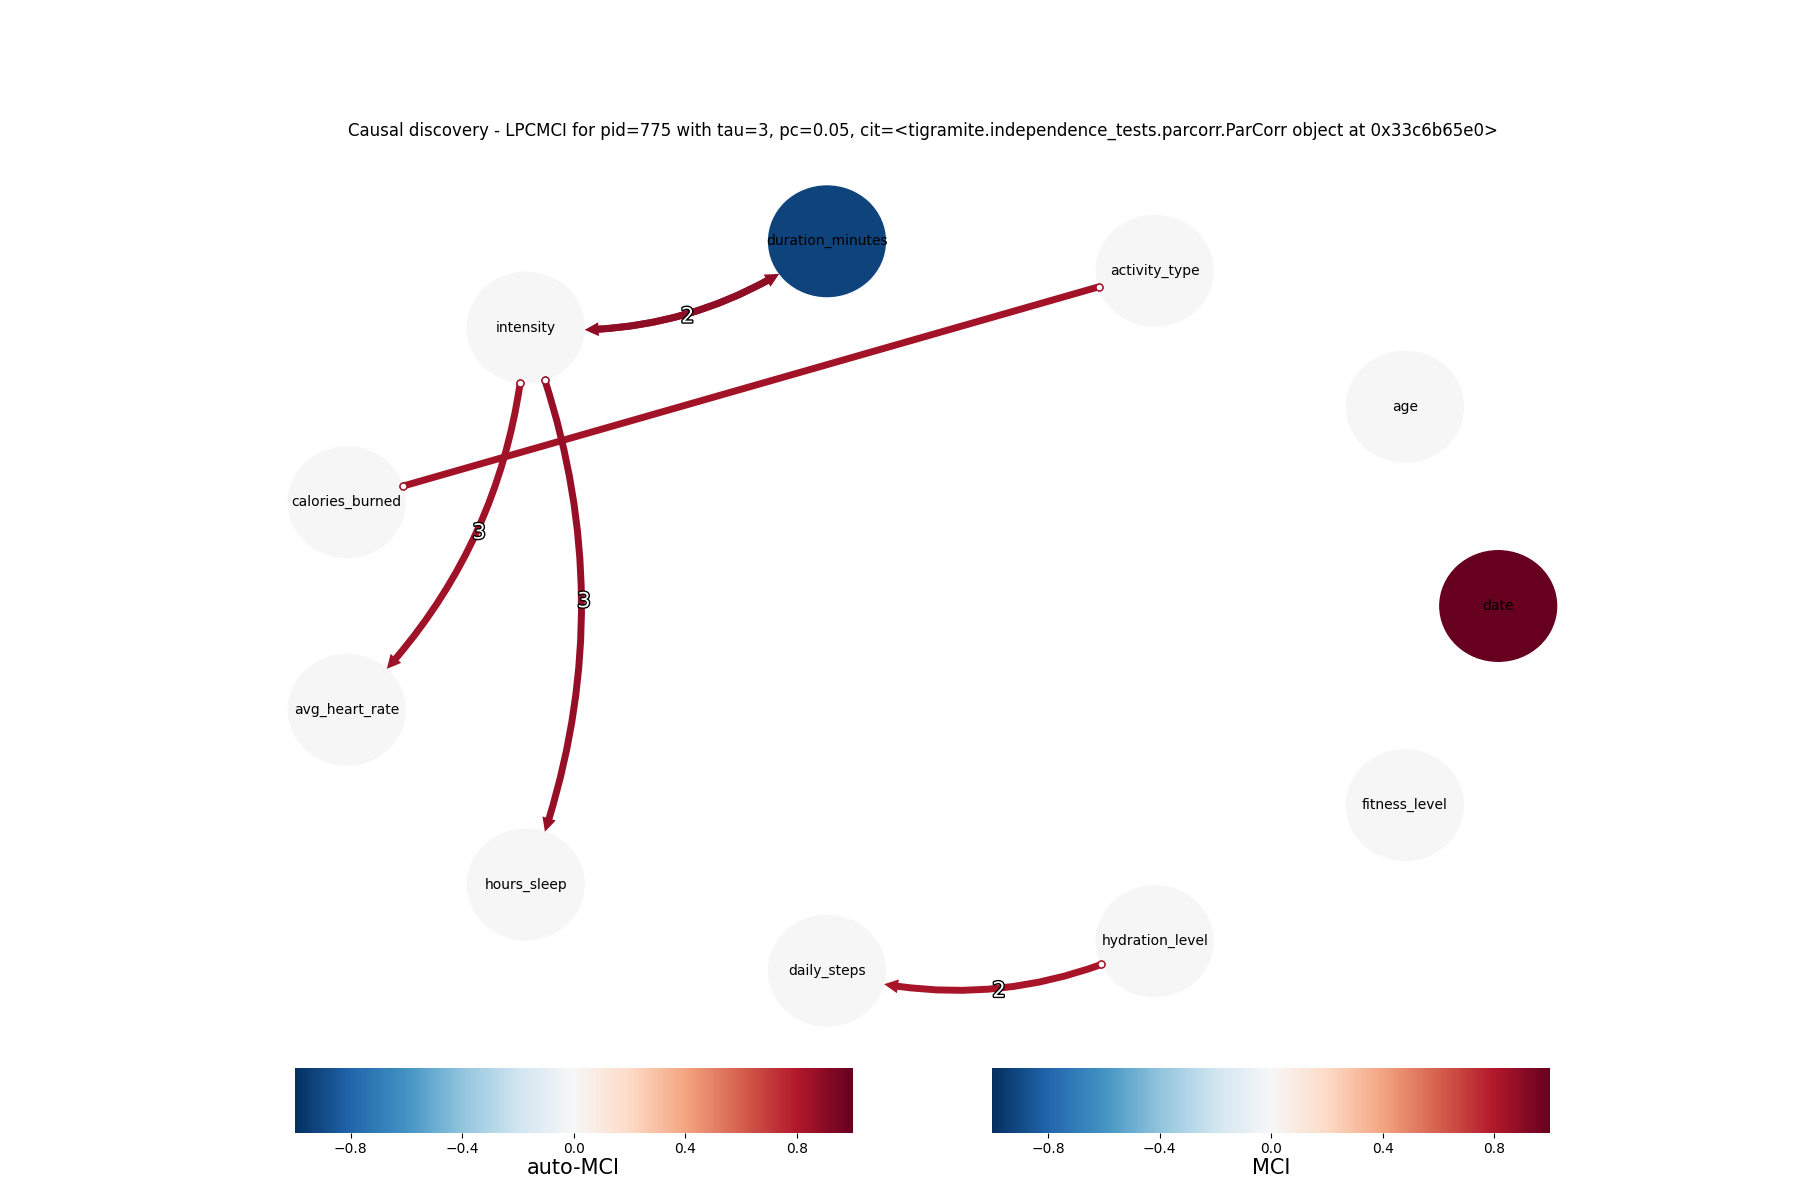 Causal discovery - LPCMCI for pid=775 with tau=3, pc=0.05, cit=<tigramite.independence_tests.parcorr.ParCorr object at 0x33c6b65e0>
duration_minutes
activity_type
intensity
2
age
calories_burned
3
3
date
avg_heart_rate
fitness_level
hours_sleep
hydration_level
daily_steps
2
−0.8 −0.4 0.0 0.4 0.8
auto-MCI
−0.8 −0.4 0.0 0.4 0.8
MCI